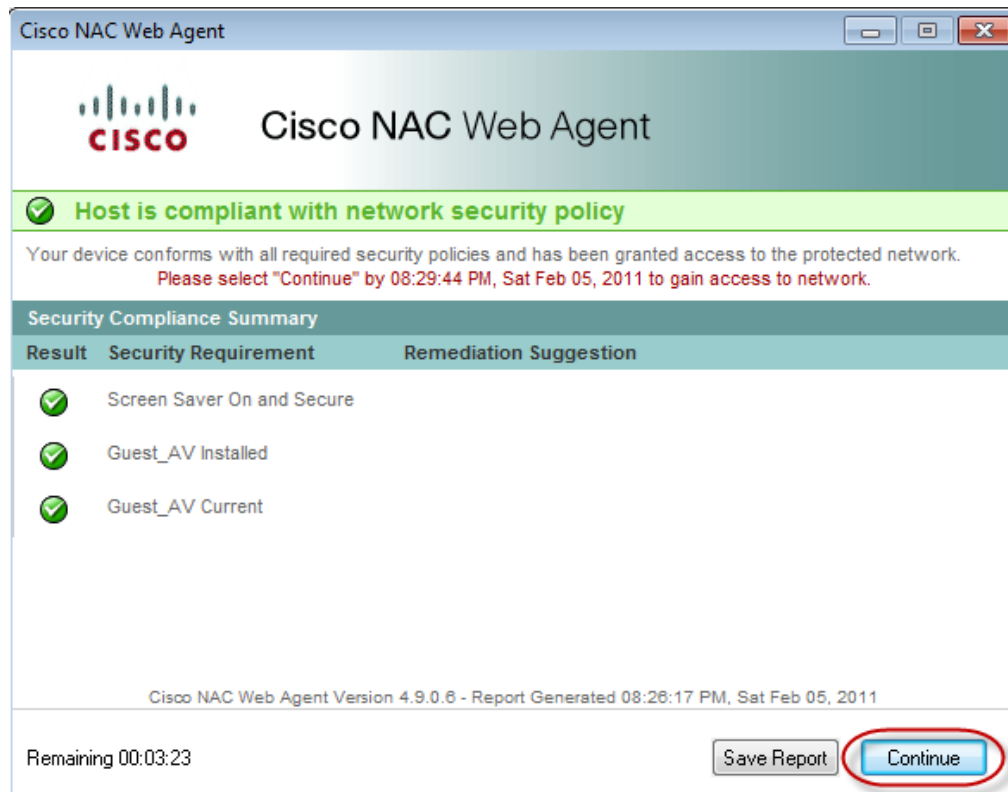 Cisco NAC Web Agent
CISCO
Cisco NAC Web Agent
Host is compliant with network security policy
Your device conforms with all required security policies and has been granted access to the protected network.
Please select "Continue" by 08:29:44 PM, Sat Feb 05, 2011 to gain access to network.
Security Compliance Summary
Result Security Requirement Remediation Suggestion
Screen Saver On and Secure
Guest_AV Installed
Guest_AV Current
Cisco NAC Web Agent Version 4.9.0.6 - Report Generated 08:26:17 PM, Sat Feb 05, 2011
Remaining 00:03:23 Save Report Continue